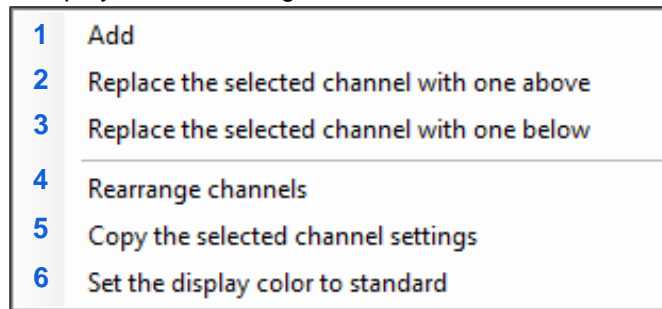 1 Add
2 Replace the selected channel with one above
3 Replace the selected channel with one below
4 Rearrange channels
5 Copy the selected channel settings
6 Set the display color to standard